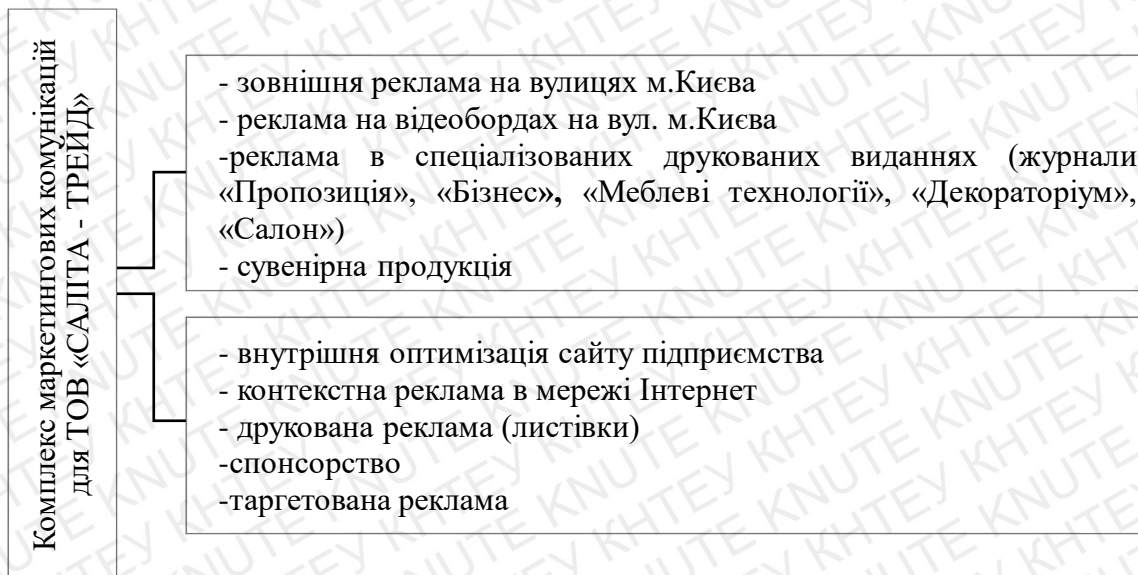 Комплекс маркетингових комунікацій
для ТОВ «САЛІТА - ТРЕЙД»
- зовнішня реклама на вулицях м.Києва
- реклама на відеобордах на вул. м.Києва
-реклама в спеціалізованих друкованих виданнях (журнали
«Пропозиція», «Бізнес», «Меблеві технології», «Декораторіум»,
«Салон»)
- сувенірна продукція
- внутрішня оптимізація сайту підприємства
- контекстна реклама в мережі Інтернет
- друкована реклама (листівки)
-спонсорство
-таргетована реклама